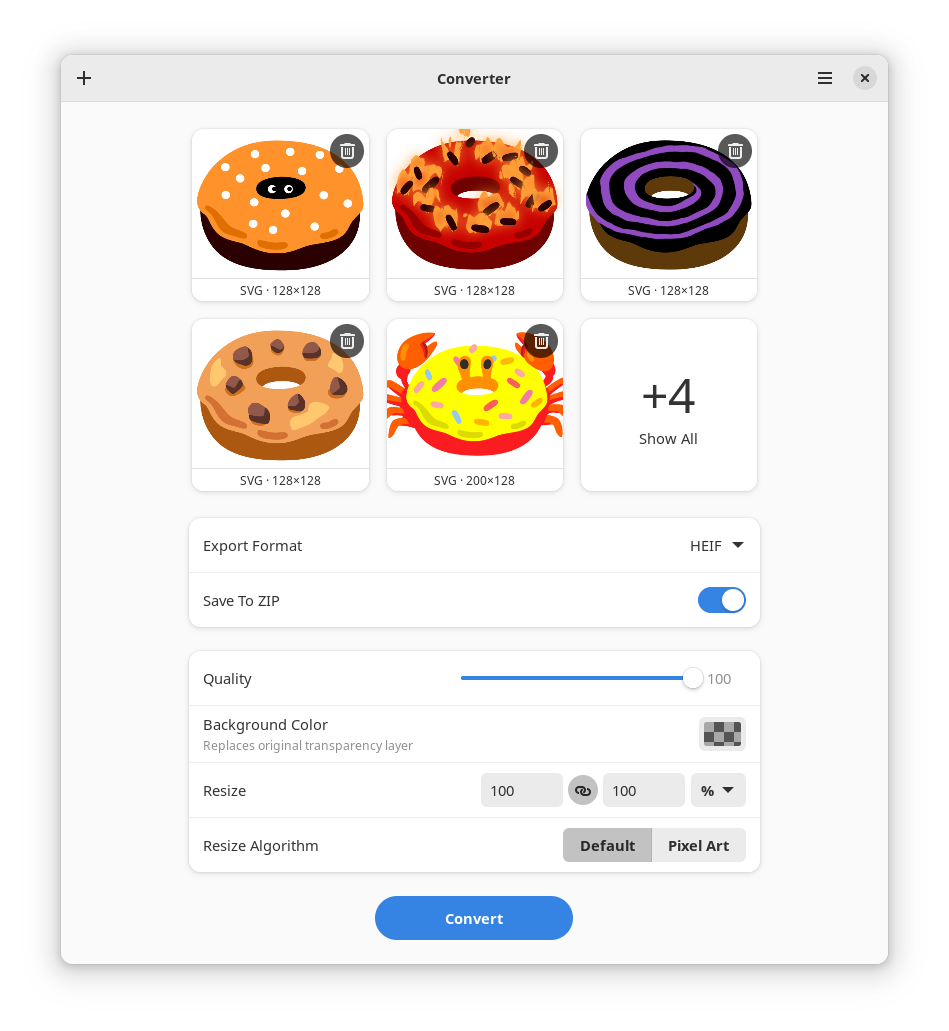 Converter
SVG · 128×128
SVG · 128×128
SVG · 128×128
SVG · 128×128
SVG · 200×128
+4
Show All
Export Format
HEIF
Save To ZIP
Quality
100
Background Color
Replaces original transparency layer
Resize
100
100
%
Resize Algorithm
Default
Pixel Art
Convert